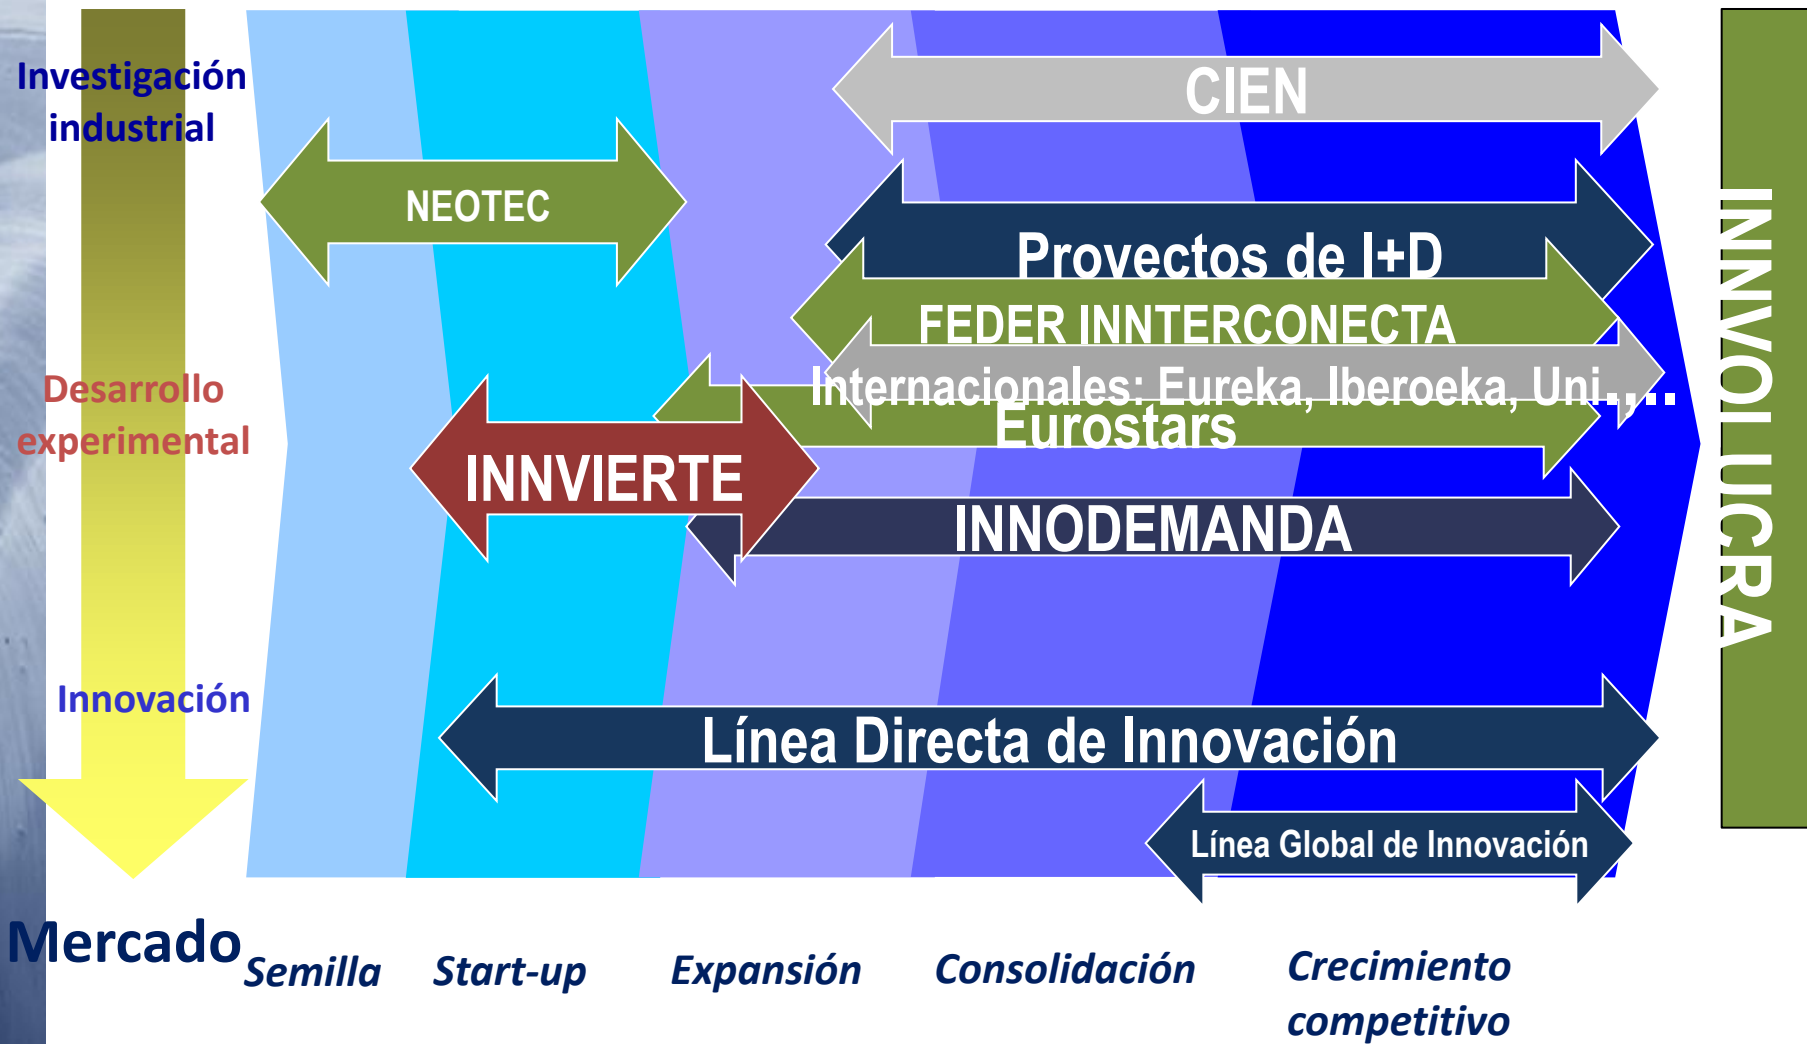 Investigación
industrial
CIEN
NEOTEC
Proyectos de I+D
FEDER INNTERCONECTA
Desarrollo
experimental
Internacionales: Eureka, Iberoeka, Uni.,..
Eurostars
INNVIERTE
INNODEMANDA
Innovación
Línea Directa de Innovación
Línea Global de Innovación
INNVOLUCRA
Mercado
Semilla
Start-up
Expansión
Consolidación
Crecimiento
competitivo